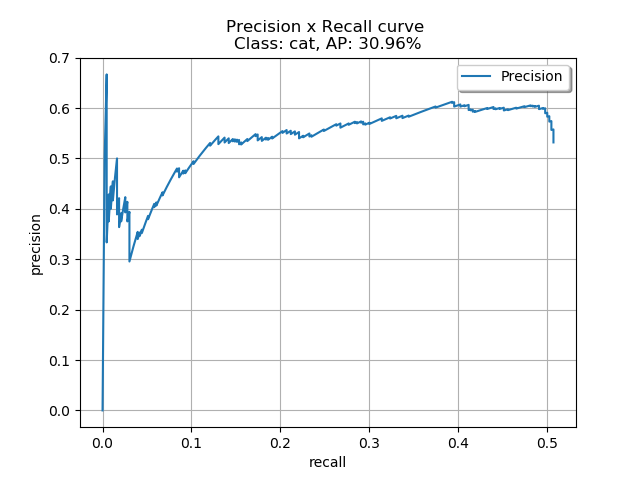 Precision x Recall curve
Class: cat, AP: 30.96%
Precision
0.7
0.6
0.5
0.4
0.3
0.2
0.1
0.0
precision
0.0 0.1 0.2 0.3 0.4 0.5
recall